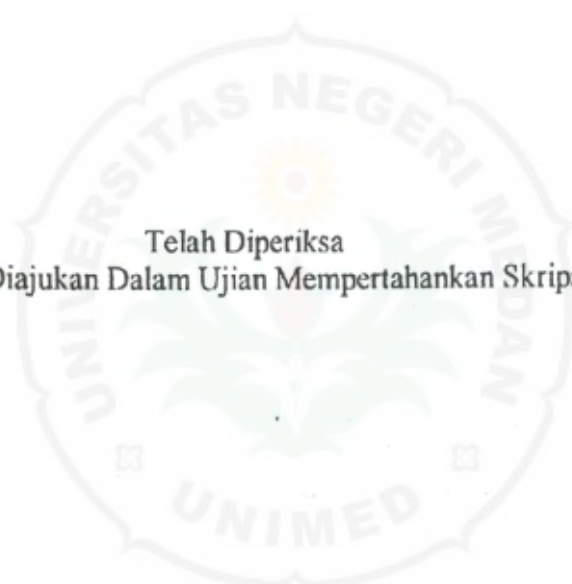 UNIVERSITAS NEGERI MEDAN
Telah Diperiksa
Diajukan Dalam Ujian Mempertahankan Skrip
UNIMED